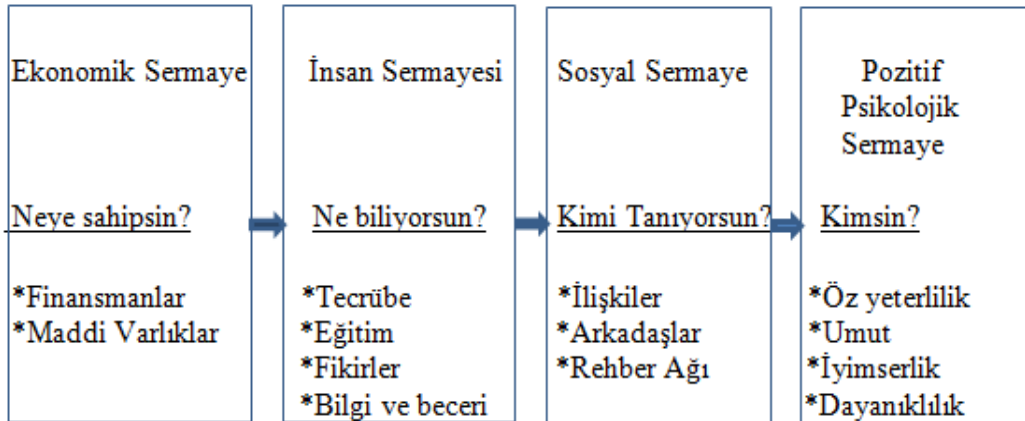 Ekonomik Sermaye
Neye sahipsin?
*Finansmanlar
*Maddi Varlıklar
İnsan Sermayesi
Ne biliyorsun?
*Tecrübe
*Eğitim
*Fikirler
*Bilgi ve beceri
Sosyal Sermaye
Kimi Tanıyorsun?
*İlişkiler
*Arkadaşlar
*Rehber Ağı
Pozitif
Psikolojik
Sermaye
Kimsin?
*Öz yeterlilik
*Umut
*İyimserlik
*Dayanıklılık